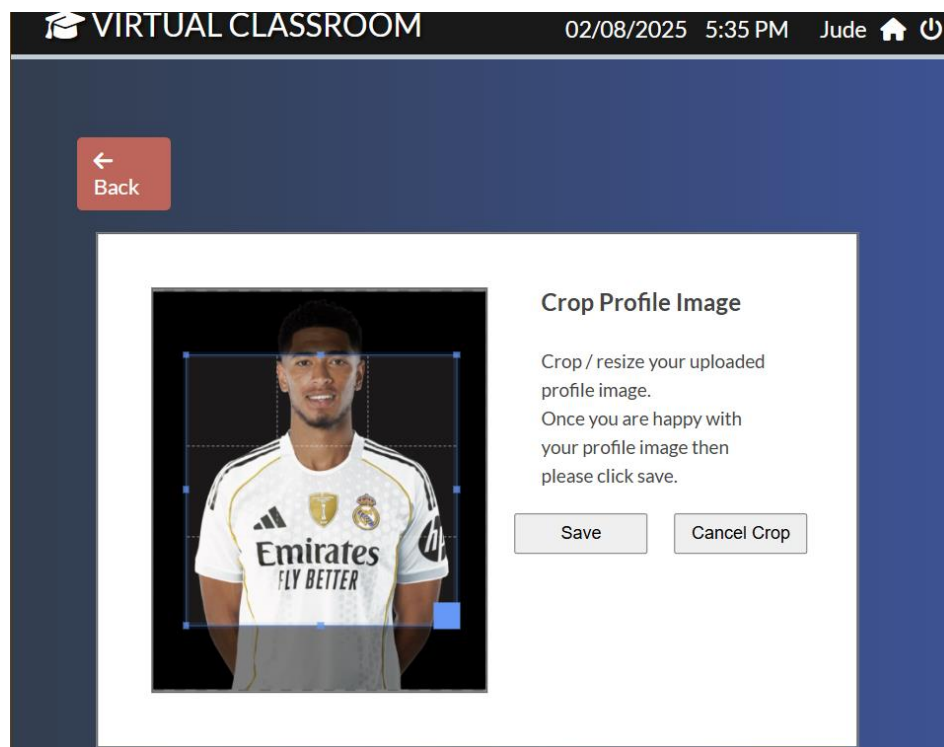 VIRTUAL CLASSROOM
02/08/2025 5:35 PM Jude
Back
Crop Profile Image
Crop / resize your uploaded
profile image.
Once you are happy with
your profile image then
please click save.
Save
Cancel Crop
Emirates
FLY BETTER
hp